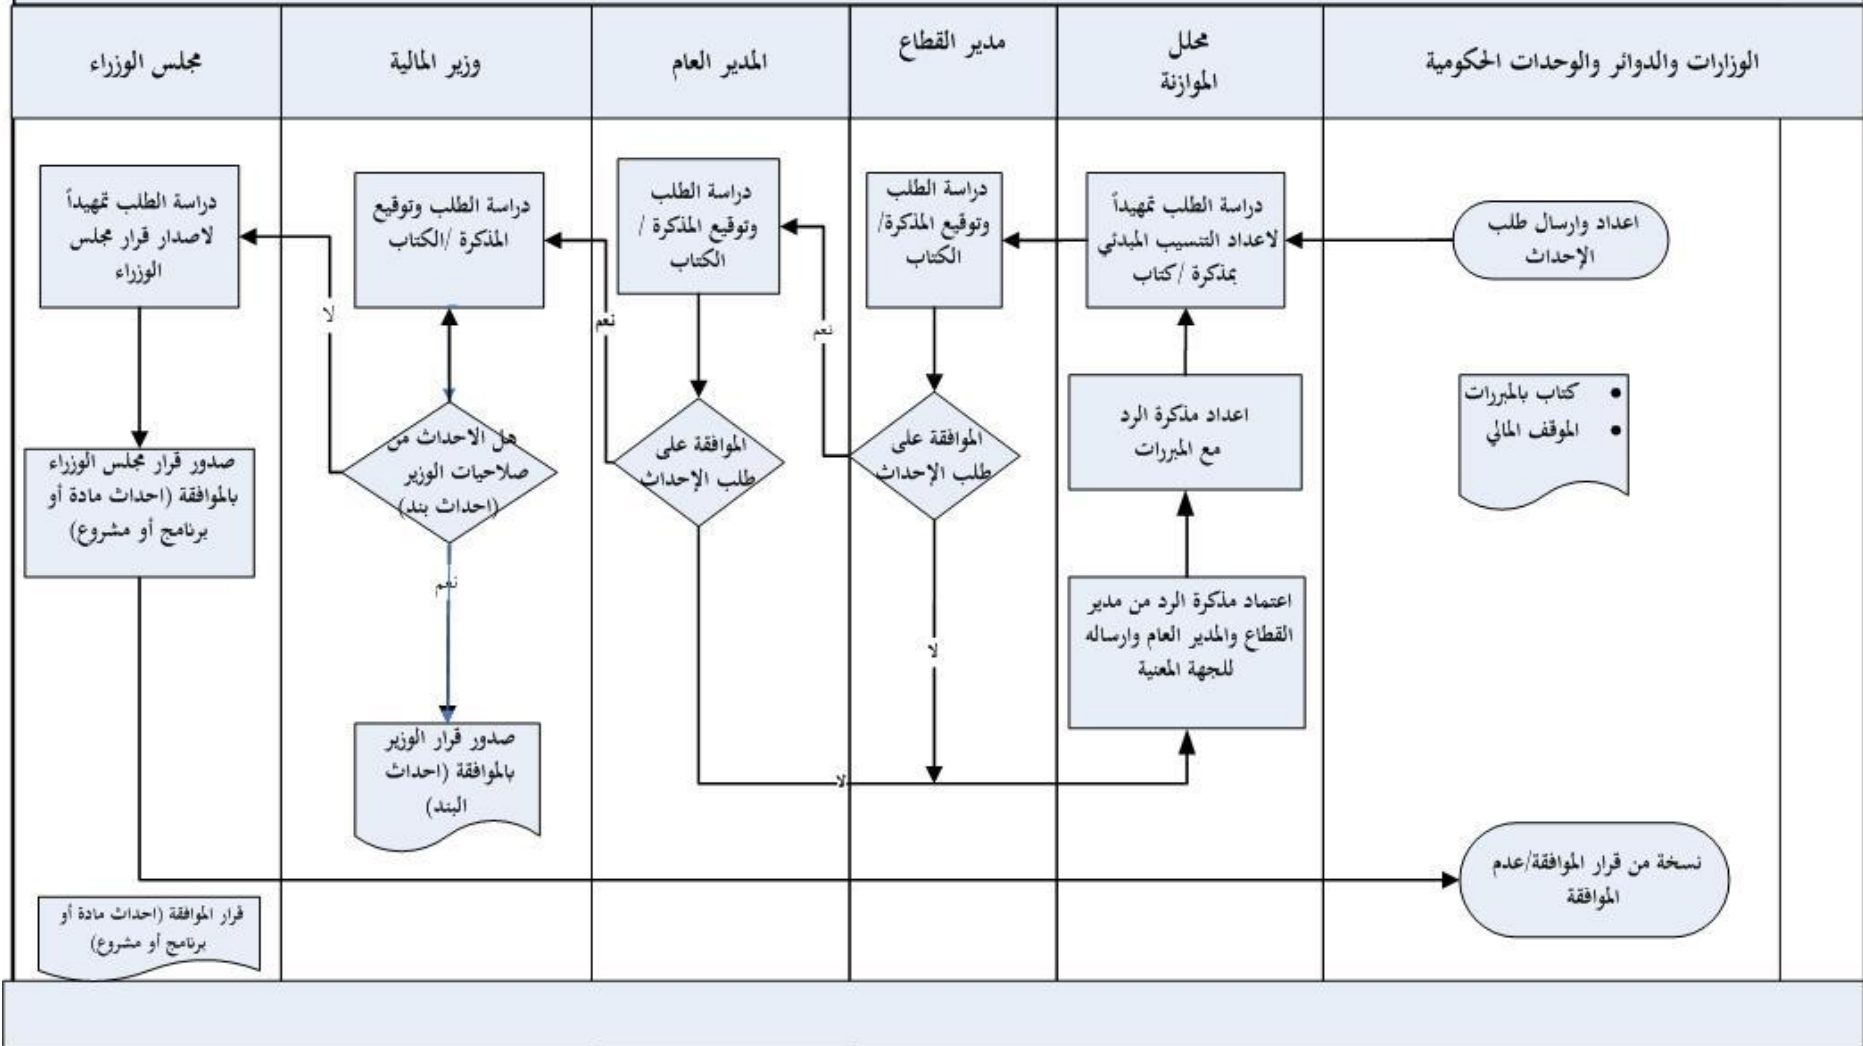 الوزارات والدوائر والوحدات الحكومية
محلل
الموازنة
مدير القطاع
المدير العام
وزير المالية
مجلس الوزراء
اعداد وارسال طلب
الإحداث
كتاب بالمبررات
الموقف المالي
نسخة من قرار الموافقة/عدم
الموافقة
دراسة الطلب تمهيداً
لاعداد التنسيب المبدئي
بمذكرة /كتاب
اعداد مذكرة الرد
مع المبررات
اعتماد مذكرة الرد من مدير
القطاع والمدير العام وارساله
للجهة المعنية
دراسة الطلب
وتوقيع المذكرة/
الكتاب
نعم
الموافقة على
طلب الإحداث
لا
دراسة الطلب
وتوقيع المذكرة /
الكتاب
نعم
الموافقة على
طلب الإحداث
لا
دراسة الطلب وتوقيع
المذكرة /الكتاب
لا
هل الاحداث من
صلاحيات الوزير
(احداث بند)
نعم
صدور قرار الوزير
بالموافقة (احداث
البند)
دراسة الطلب تمهيداً
لاصدار قرار مجلس
الوزراء
صدور قرار مجلس الوزراء
بالموافقة (احداث مادة أو
برنامج أو مشروع)
قرار الموافقة (احداث مادة أو
برنامج أو مشروع)